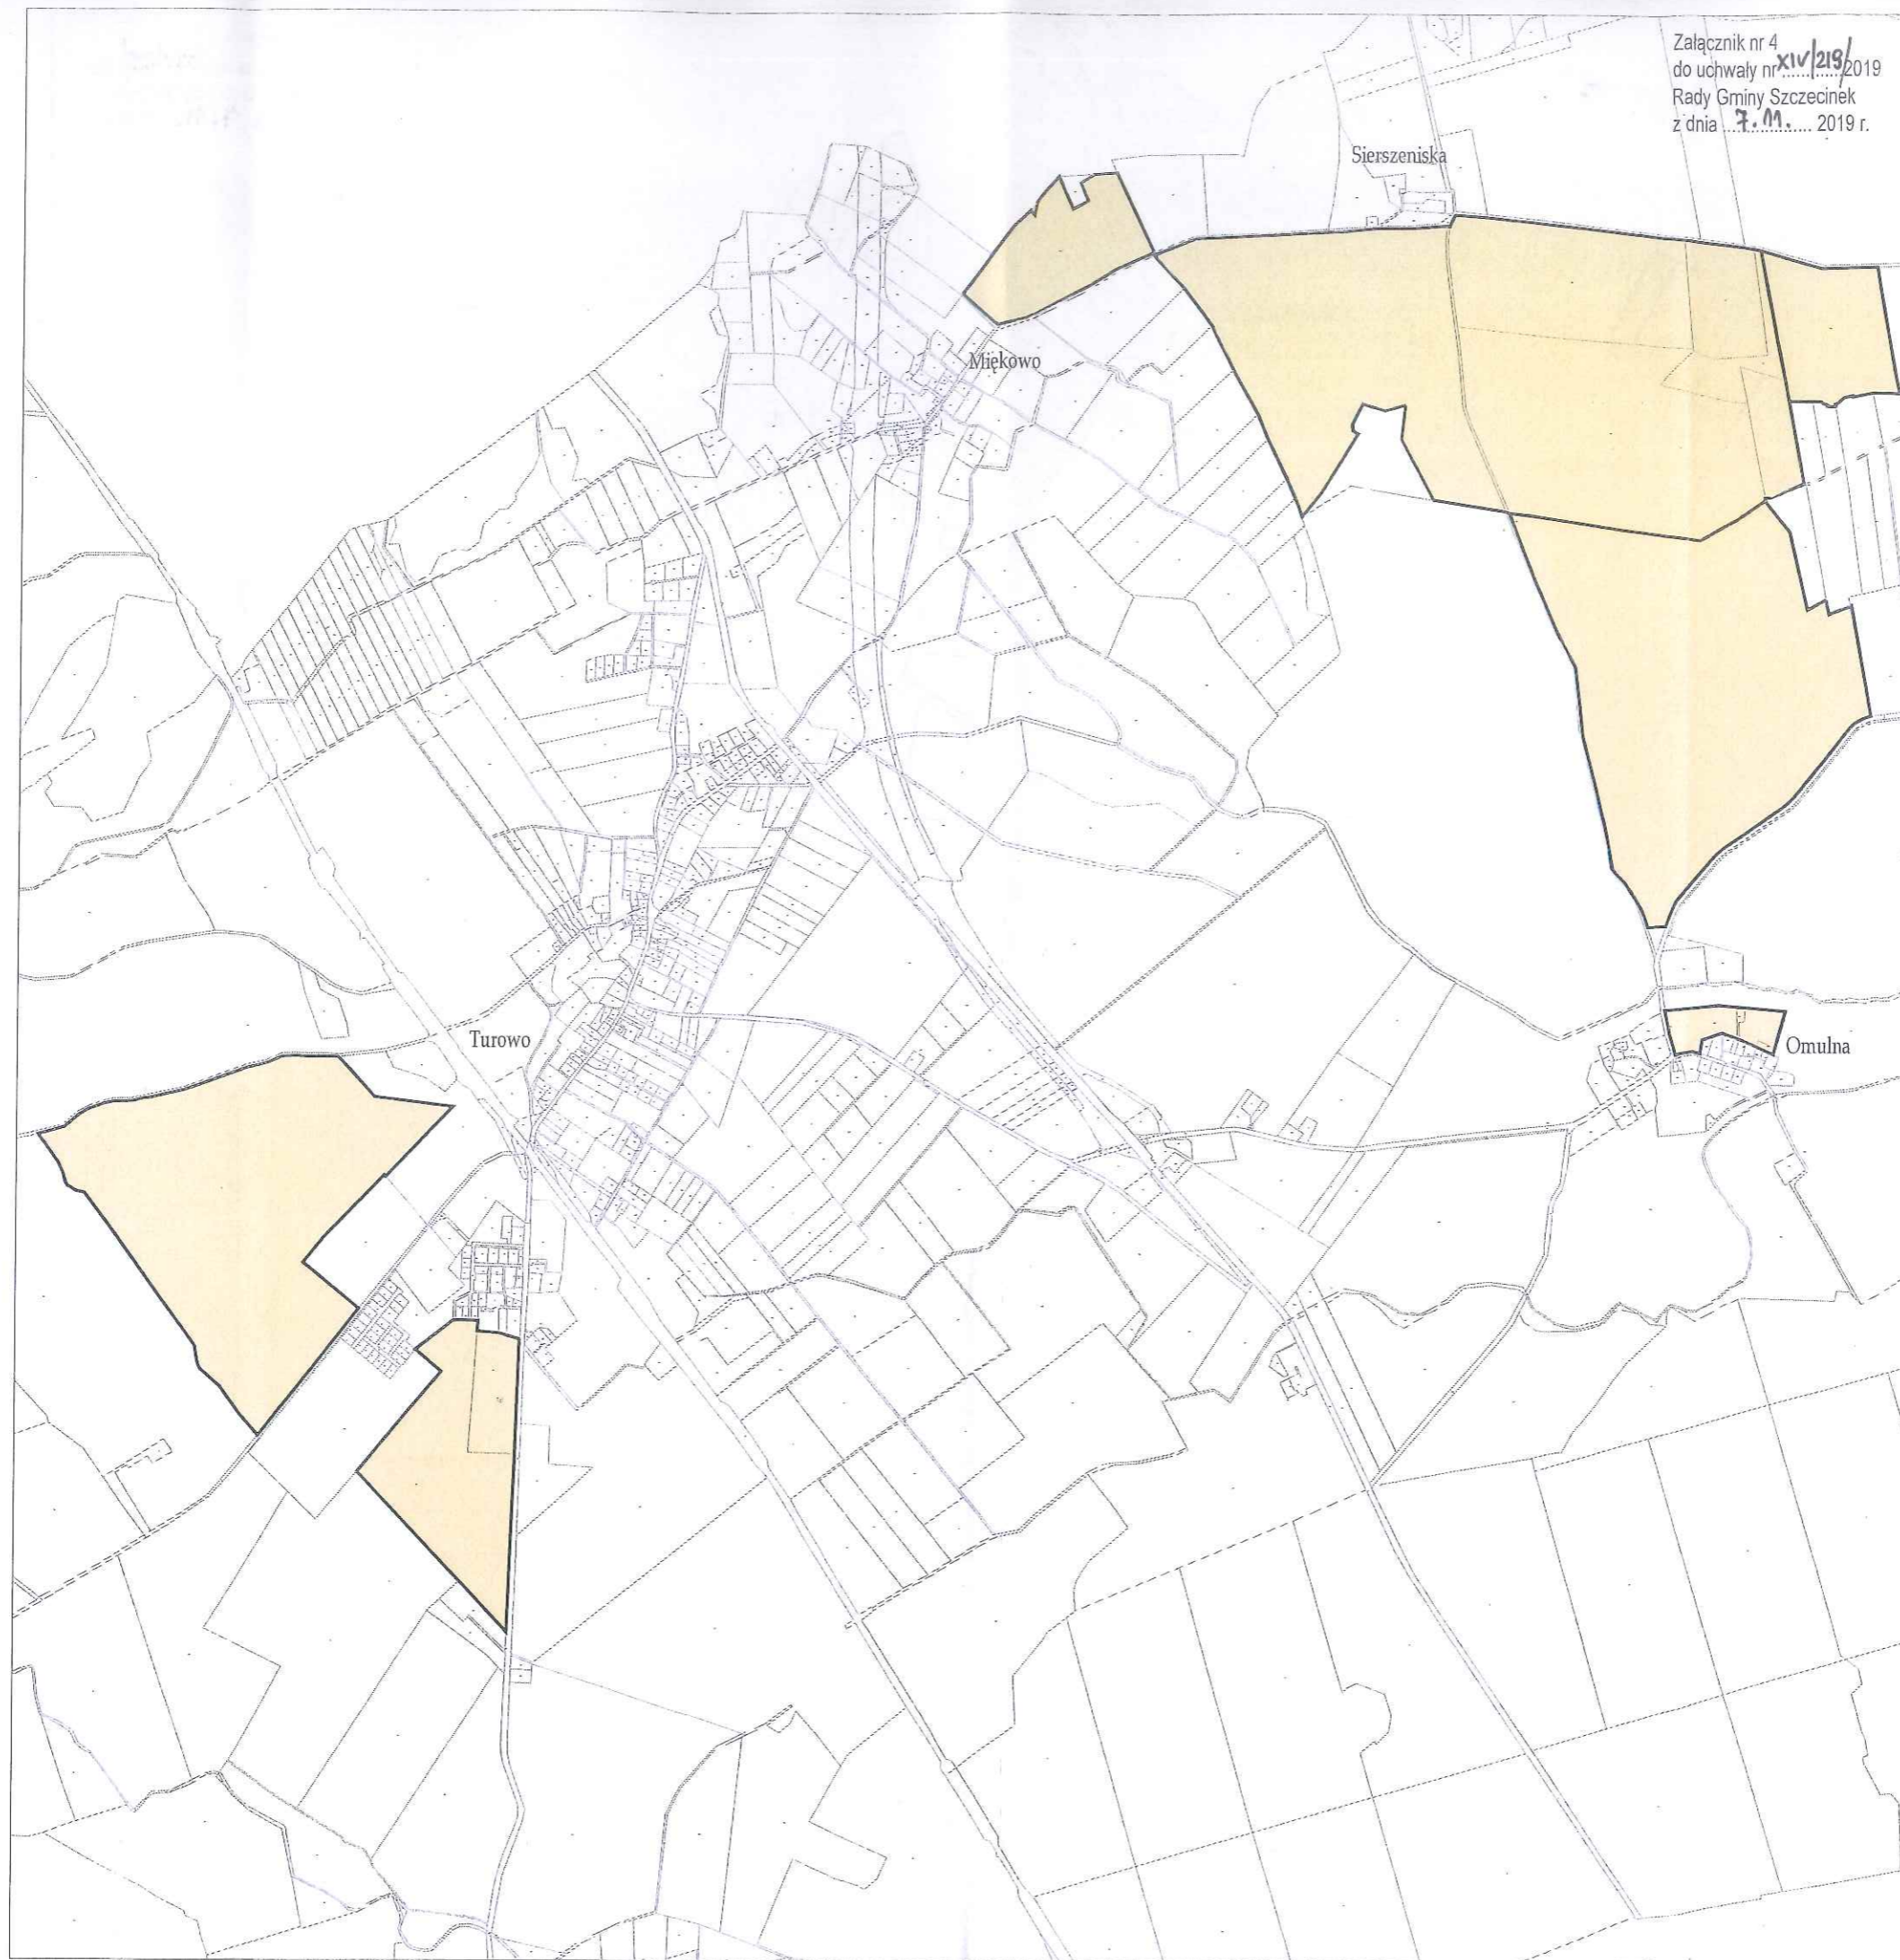 Załącznik nr 4
do uchwały nr XIV/219/2019
Rady Gminy Szczecinek
z dnia 7.11. 2019 r.
Sierszeniska
Miękowo
Turowo
Omulna